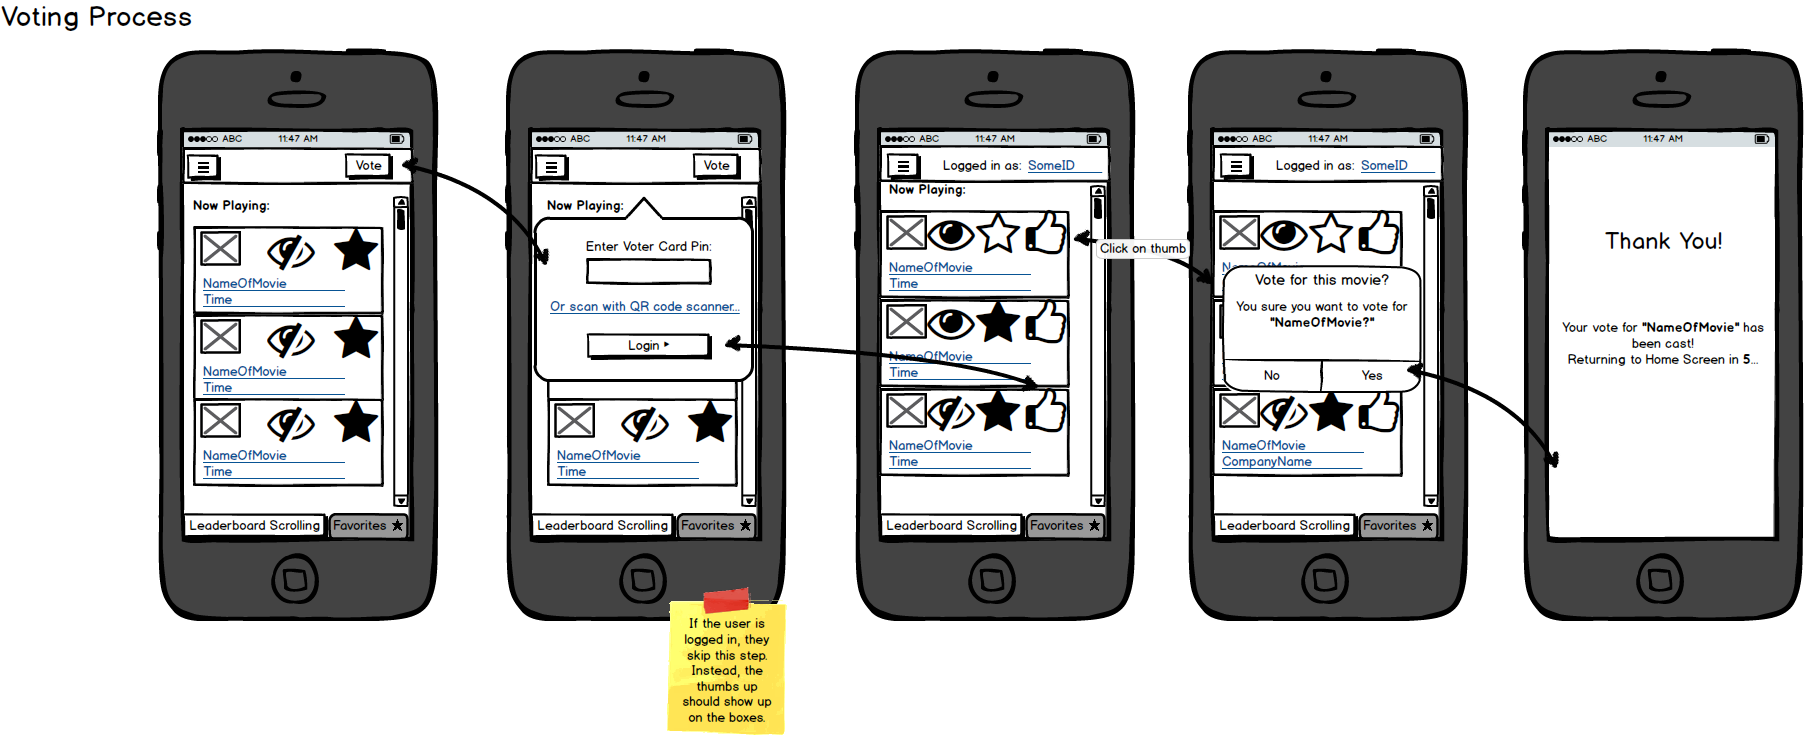 Voting Process
ABC 11:47 AM
Vote
Now Playing:
NameOfMovie
Time
NameOfMovie
Time
NameOfMovie
Time
Leaderboard Scrolling
Favorites
ABC 11:47 AM
Vote
Now Playing:
Enter Voter Card Pin:
Or scan with QR code scanner...
Login
NameOfMovie
Time
Leaderboard Scrolling
Favorites
If the user is
logged in, they
skip this step.
Instead, the
thumbs up
should show up
on the boxes.
ABC 11:47 AM
Logged in as: SomeID
Now Playing:
NameOfMovie
Time
NameOfMovie
Time
NameOfMovie
Time
Leaderboard Scrolling
Favorites
Click on thumb
ABC 11:47 AM
Logged in as: SomeID
Vote for this movie?
You sure you want to vote for
"NameOfMovie?"
No Yes
NameOfMovie
CompanyName
Leaderboard Scrolling
Favorites
ABC 11:47 AM
Thank You!
Your vote for "NameOfMovie" has
been cast!
Returning to Home Screen in 5...